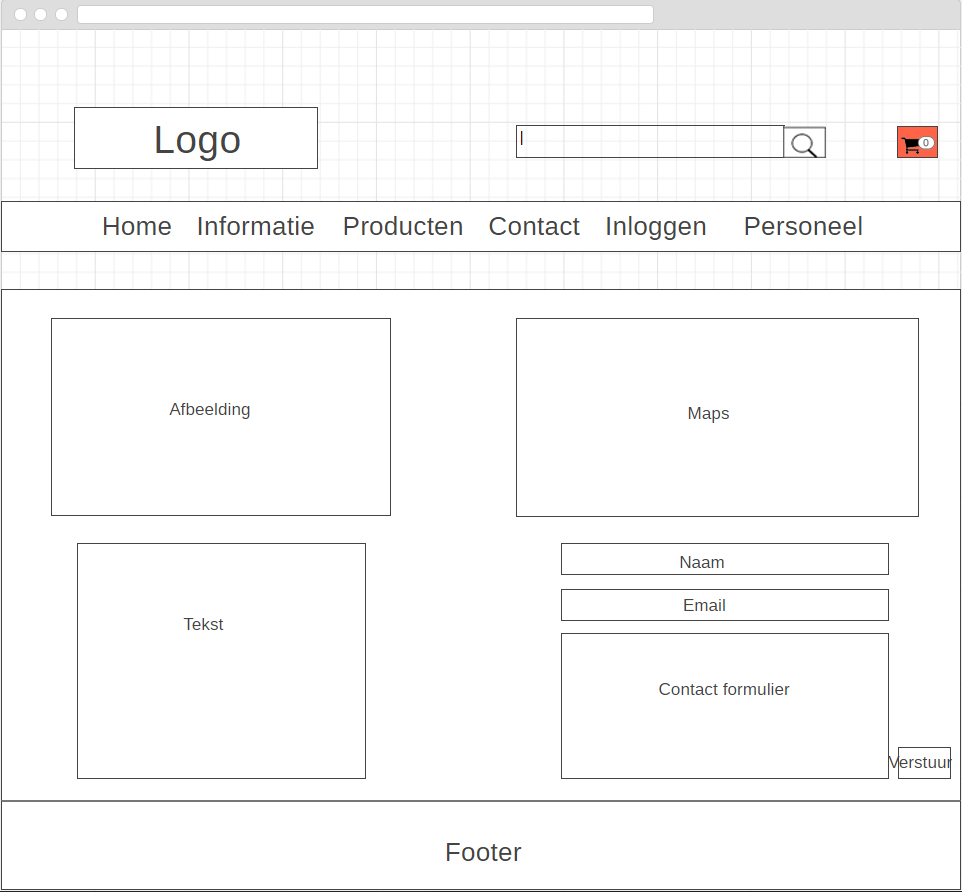 Logo
0
Home Informatie Producten Contact Inloggen Personeel
Afbeelding
Maps
Naam
Email
Tekst
Contact formulier
Verstuur
Footer